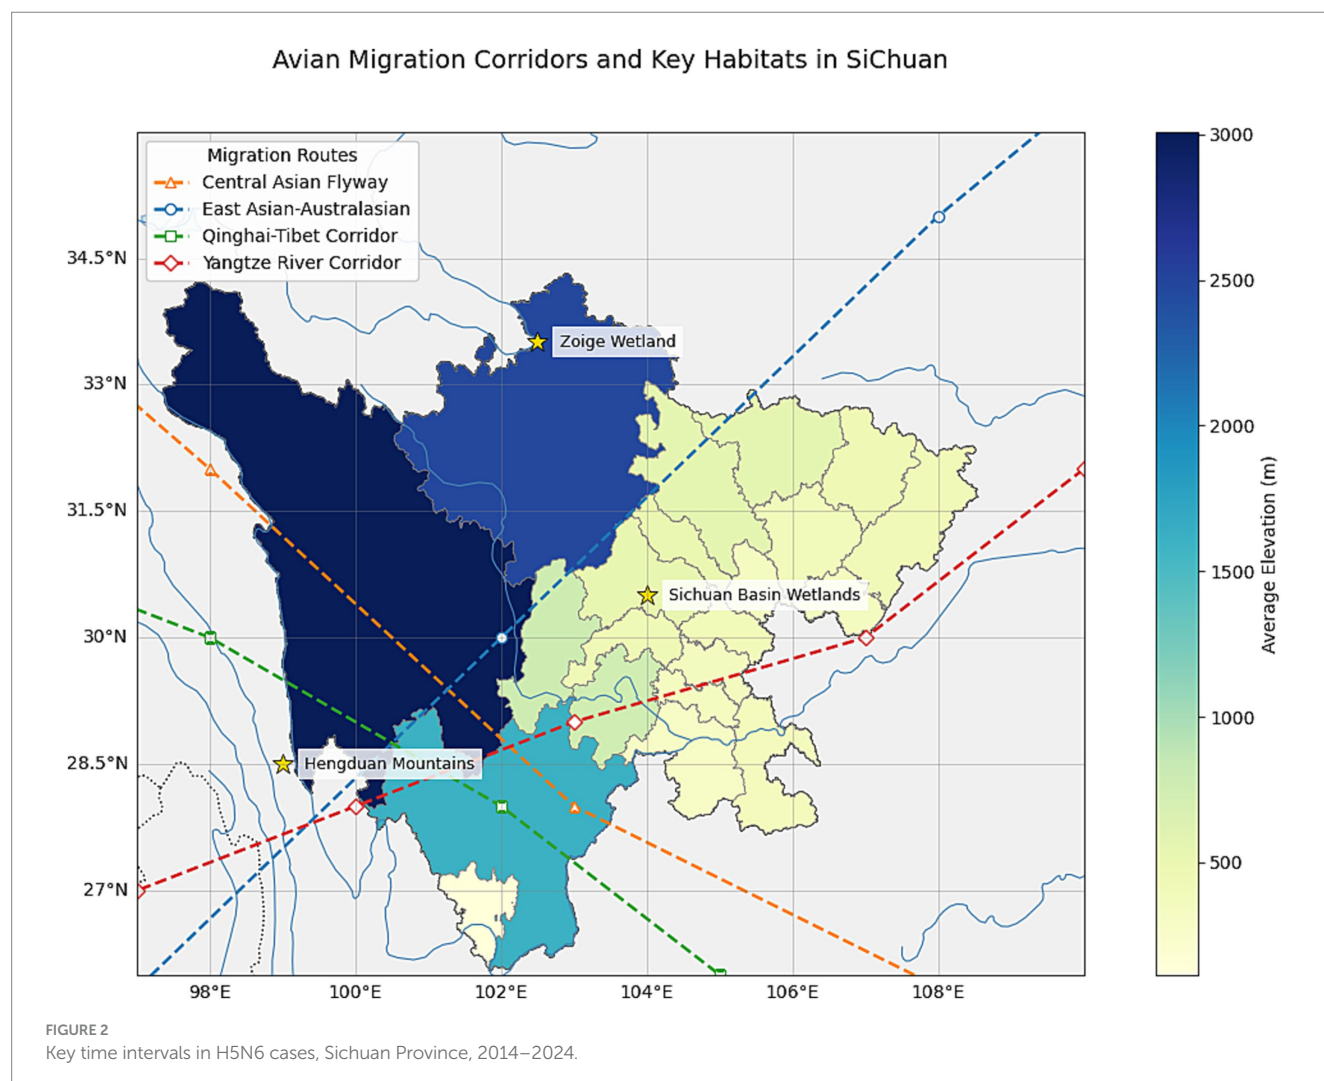 Avian Migration Corridors and Key Habitats in SiChuan
Migration Routes
Central Asian Flyway
East Asian-Australasian
Qinghai-Tibet Corridor
Yangtze River Corridor
34.5°N
33°N
31.5°N
30°N
28.5°N
27°N
Zoige Wetland
Sichuan Basin Wetlands
Hengduan Mountains
98°E
100°E
102°E
104°E
106°E
108°E
3000
2500
2000
1500
1000
500
Average Elevation (m)
FIGURE 2
Key time intervals in H5N6 cases, Sichuan Province, 2014–2024.